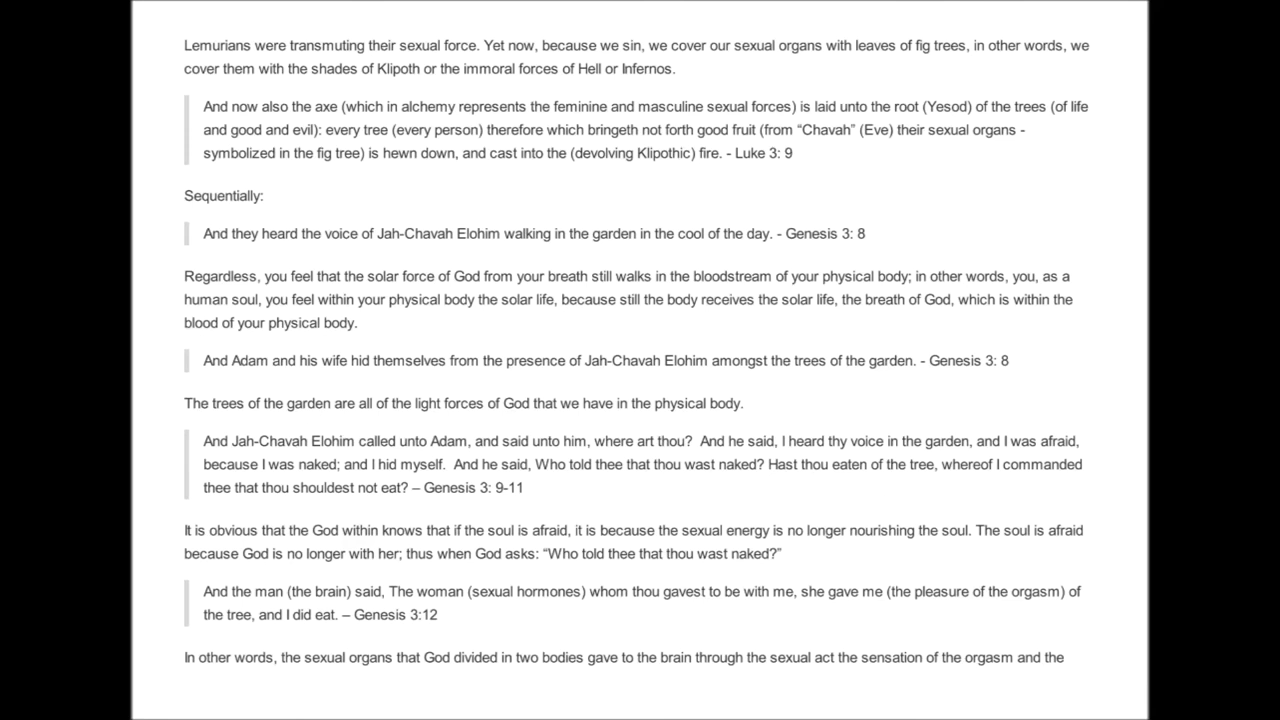 Lemurians were transmuting their sexual force. Yet now, because we sin, we cover our sexual organs with leaves of fig trees, in other words, we
cover them with the shades of Klipoth or the immoral forces of Hell or Infernos.
And now also the axe (which in alchemy represents the feminine and masculine sexual forces) is laid unto the root (Yesod) of the trees (of life
and good and evil): every tree (every person) therefore which bringeth not forth good fruit (from “Chavah” (Eve) their sexual organs -
symbolized in the fig tree) is hewn down, and cast into the (devolving Klipothic) fire. - Luke 3: 9
Sequentially:
And they heard the voice of Jah-Chavah Elohim walking in the garden in the cool of the day. - Genesis 3: 8
Regardless, you feel that the solar force of God from your breath still walks in the bloodstream of your physical body; in other words, you, as a
human soul, you feel within your physical body the solar life, because still the body receives the solar life, the breath of God, which is within the
blood of your physical body.
And Adam and his wife hid themselves from the presence of Jah-Chavah Elohim amongst the trees of the garden. - Genesis 3: 8
The trees of the garden are all of the light forces of God that we have in the physical body.
And Jah-Chavah Elohim called unto Adam, and said unto him, where art thou?  And he said, I heard thy voice in the garden, and I was afraid,
because I was naked; and I hid myself.  And he said, Who told thee that thou wast naked? Hast thou eaten of the tree, whereof I commanded
thee that thou shouldest not eat? – Genesis 3: 9-11
It is obvious that the God within knows that if the soul is afraid, it is because the sexual energy is no longer nourishing the soul. The soul is afraid
because God is no longer with her; thus when God asks: “Who told thee that thou wast naked?”
And the man (the brain) said, The woman (sexual hormones) whom thou gavest to be with me, she gave me (the pleasure of the orgasm) of
the tree, and I did eat. – Genesis 3:12
In other words, the sexual organs that God divided in two bodies gave to the brain through the sexual act the sensation of the orgasm and the